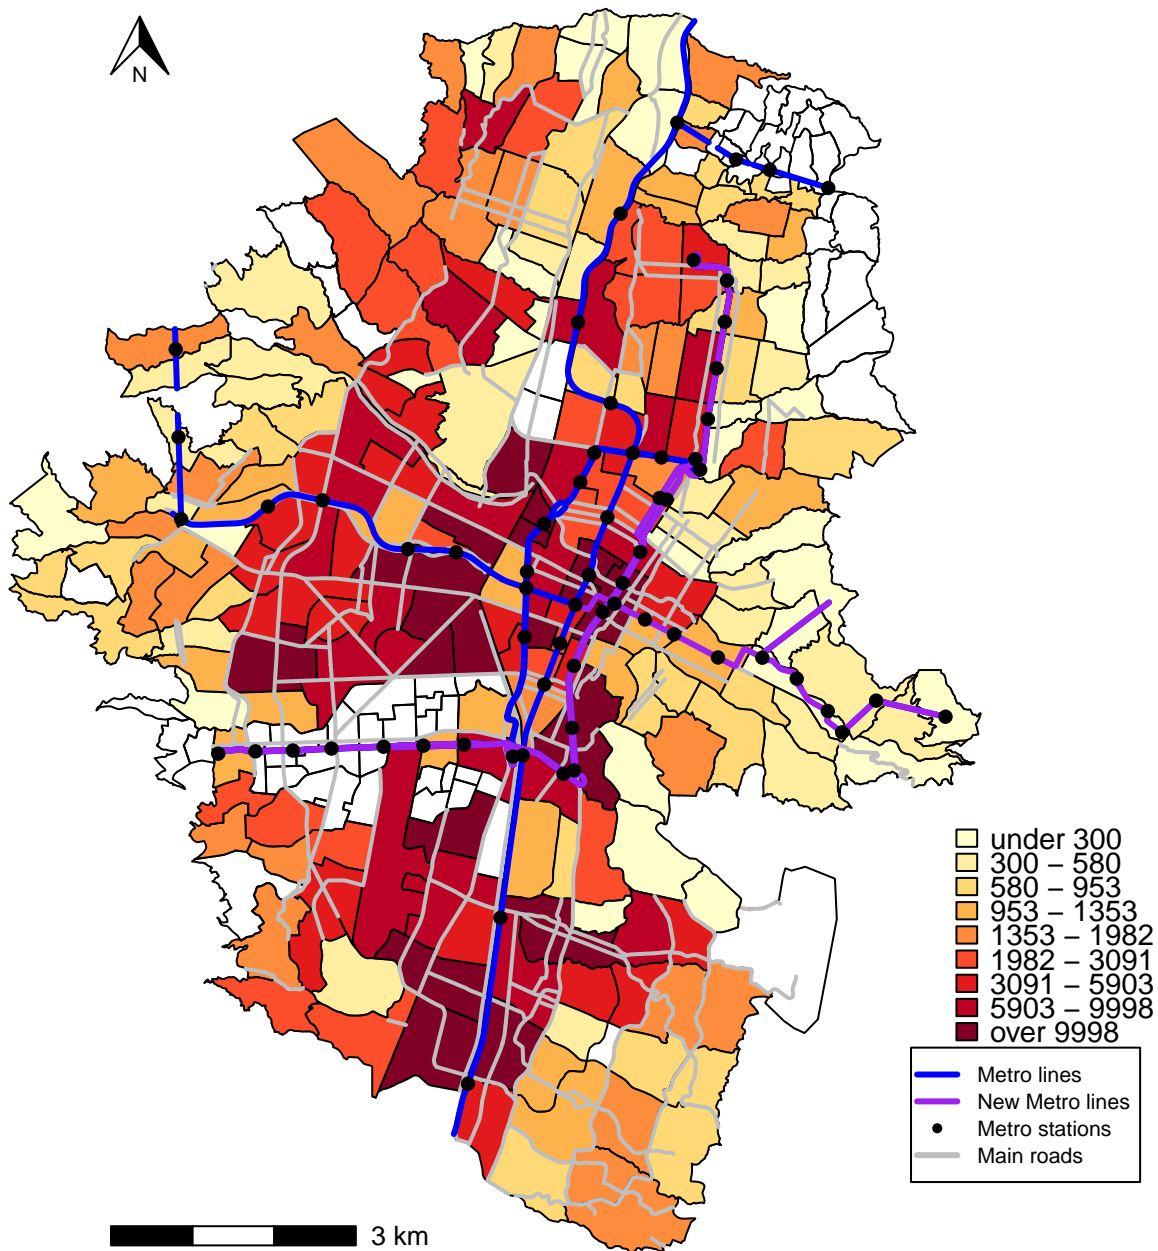 N
under 300
300 – 580
580 – 953
953 – 1353
1353 – 1982
1982 – 3091
3091 – 5903
5903 – 9998
over 9998
Metro lines
New Metro lines
Metro stations
Main roads
3 km